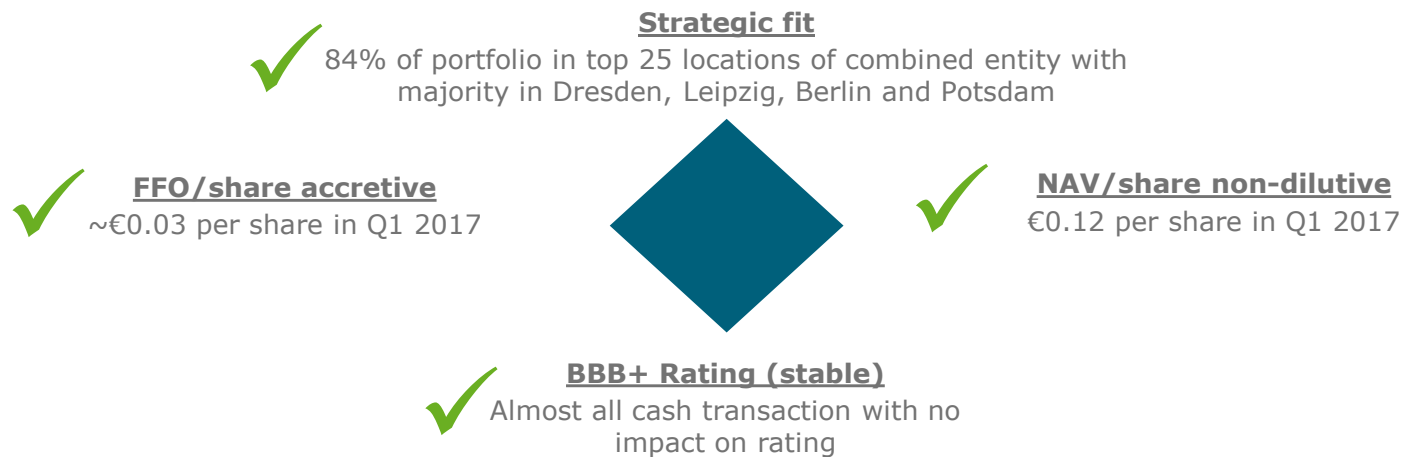 Strategic fit
84% of portfolio in top 25 locations of combined entity with
majority in Dresden, Leipzig, Berlin and Potsdam
FFO/share accretive
~€0.03 per share in Q1 2017
NAV/share non-dilutive
€0.12 per share in Q1 2017
BBB+ Rating (stable)
Almost all cash transaction with no
impact on rating